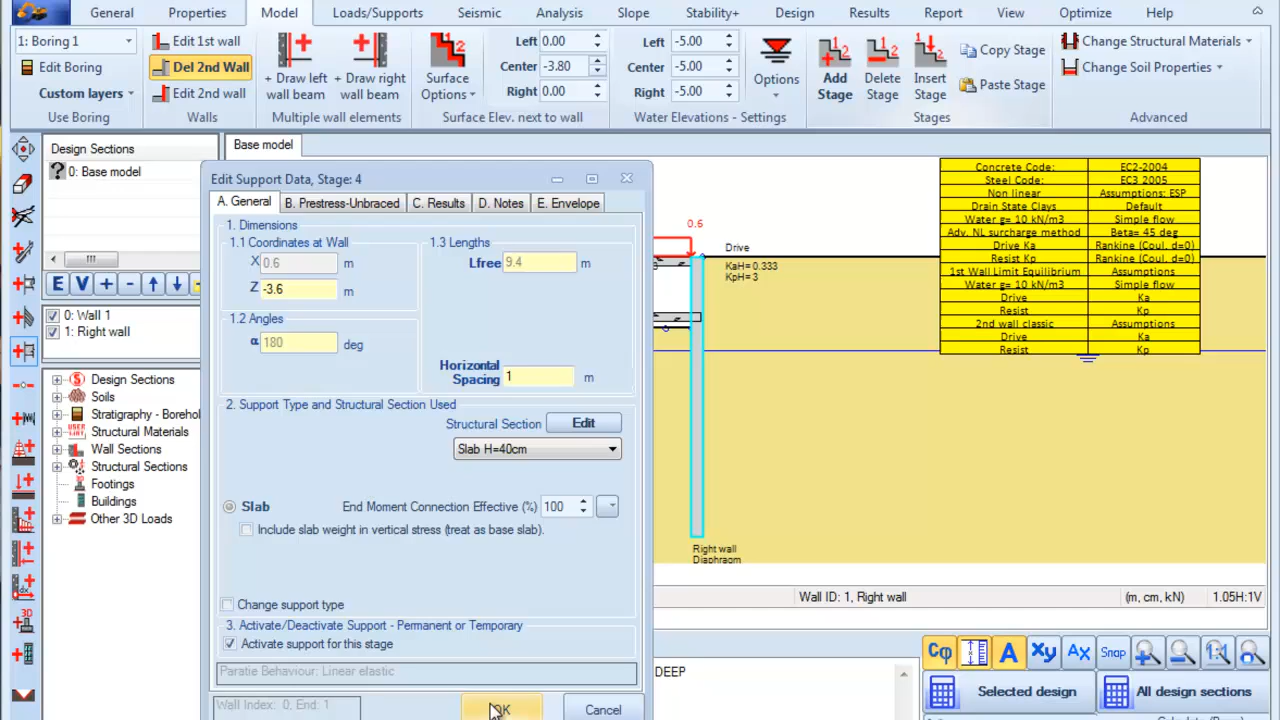 General Properties Model Loads/Supports Seismic Analysis Slope Stability+ Design Results Report View Optimize Help
1: Boring 1
Edit Boring
Custom layers
Use Boring
Edit 1st wall
Del 2nd Wall
Edit 2nd wall
Walls
+ Draw left wall beam
+ Draw right wall beam
Multiple wall elements
Surface Options
Left 0.00
Center -3.80
Right 0.00
Surface Elev. next to wall
Left -5.00
Center -5.00
Right -5.00
Options
Water Elevations - Settings
Add Stage
Delete Stage
Insert Stage
Copy Stage
Paste Stage
Stages
Change Structural Materials
Change Soil Properties
Advanced
Design Sections
0: Base model
E V + -
0: Wall 1
1: Right wall
Design Sections
Soils
Stratigraphy - Boreho
Structural Materials
Wall Sections
Structural Sections
Footings
Buildings
Other 3D Loads
Base model
Edit Support Data, Stage: 4
A. General B. Prestress-Unbraced C. Results D. Notes E. Envelope
1. Dimensions
1.1 Coordinates at Wall
X 0.6 m
Z -3.6 m
1.2 Angles
α 180 deg
1.3 Lengths
Lfree 9.4 m
Horizontal Spacing 1 m
2. Support Type and Structural Section Used
Structural Section Edit
Slab H=40cm
Slab End Moment Connection Effective (%) 100
Include slab weight in vertical stress (treat as base slab).
Change support type
3. Activate/Deactivate Support - Permanent or Temporary
Activate support for this stage
Paratie Behaviour: Linear elastic
Wall Index: 0, End: 1
OK Cancel
0.6
Drive
KaH= 0.333
KpH= 3
Right wall
Diaphragm
Concrete Code: EC2-2004
Steel Code: EC3 2005
Non linear Assumptions: ESP
Drain State Clays Default
Water g= 10 kN/m3 Simple flow
Adv. NL surcharge method Beta= 45 deg
Drive Ka Rankine (Coul. d=0)
Resist Kp Rankine (Coul. d=0)
1st Wall Limit Equilibrium Assumptions
Water g= 10 kN/m3 Simple flow
Drive Ka
Resist Kp
2nd wall classic Assumptions
Drive Ka
Resist Kp
Wall ID: 1, Right wall (m, cm, kN) 1.05H:1V
DEEP
Cφ A Xy Ax Snap 1:1
Selected design All design sections